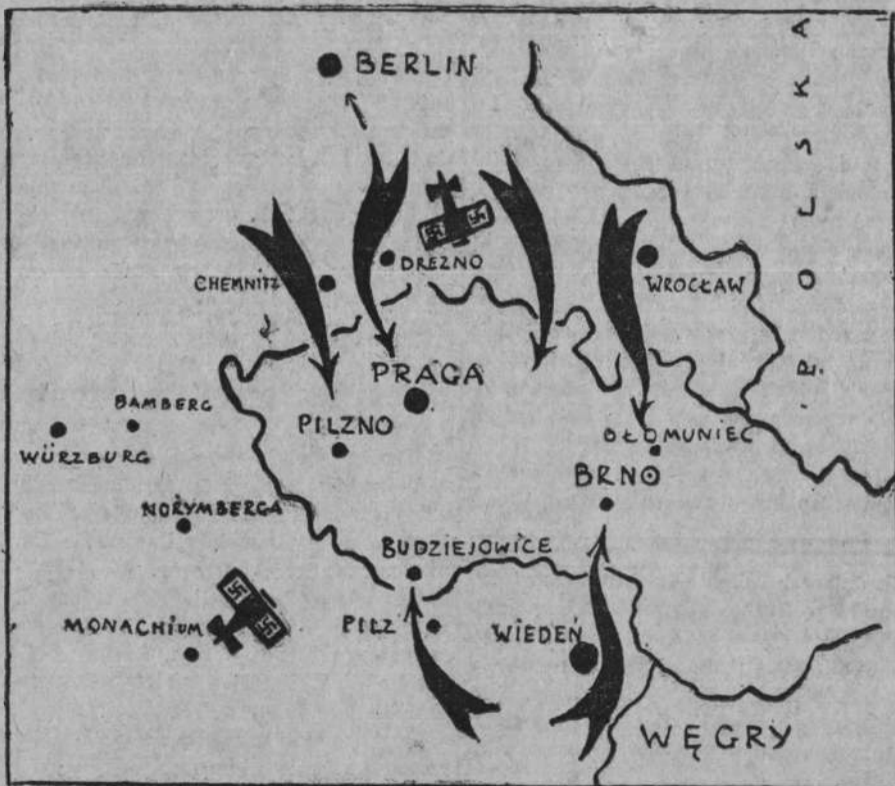 BERLIN
POLSKA
DREZNO
CHEMNITZ
WROCŁAW
PRAGA
BAMBERG
PILZNO
OŁOMUNIEC
WÜRZBURG
BRNO
NORYMBERGA
BUDZIEJOWICE
MONACHIUM
PILZ
WIEDEŃ
WĘGRY